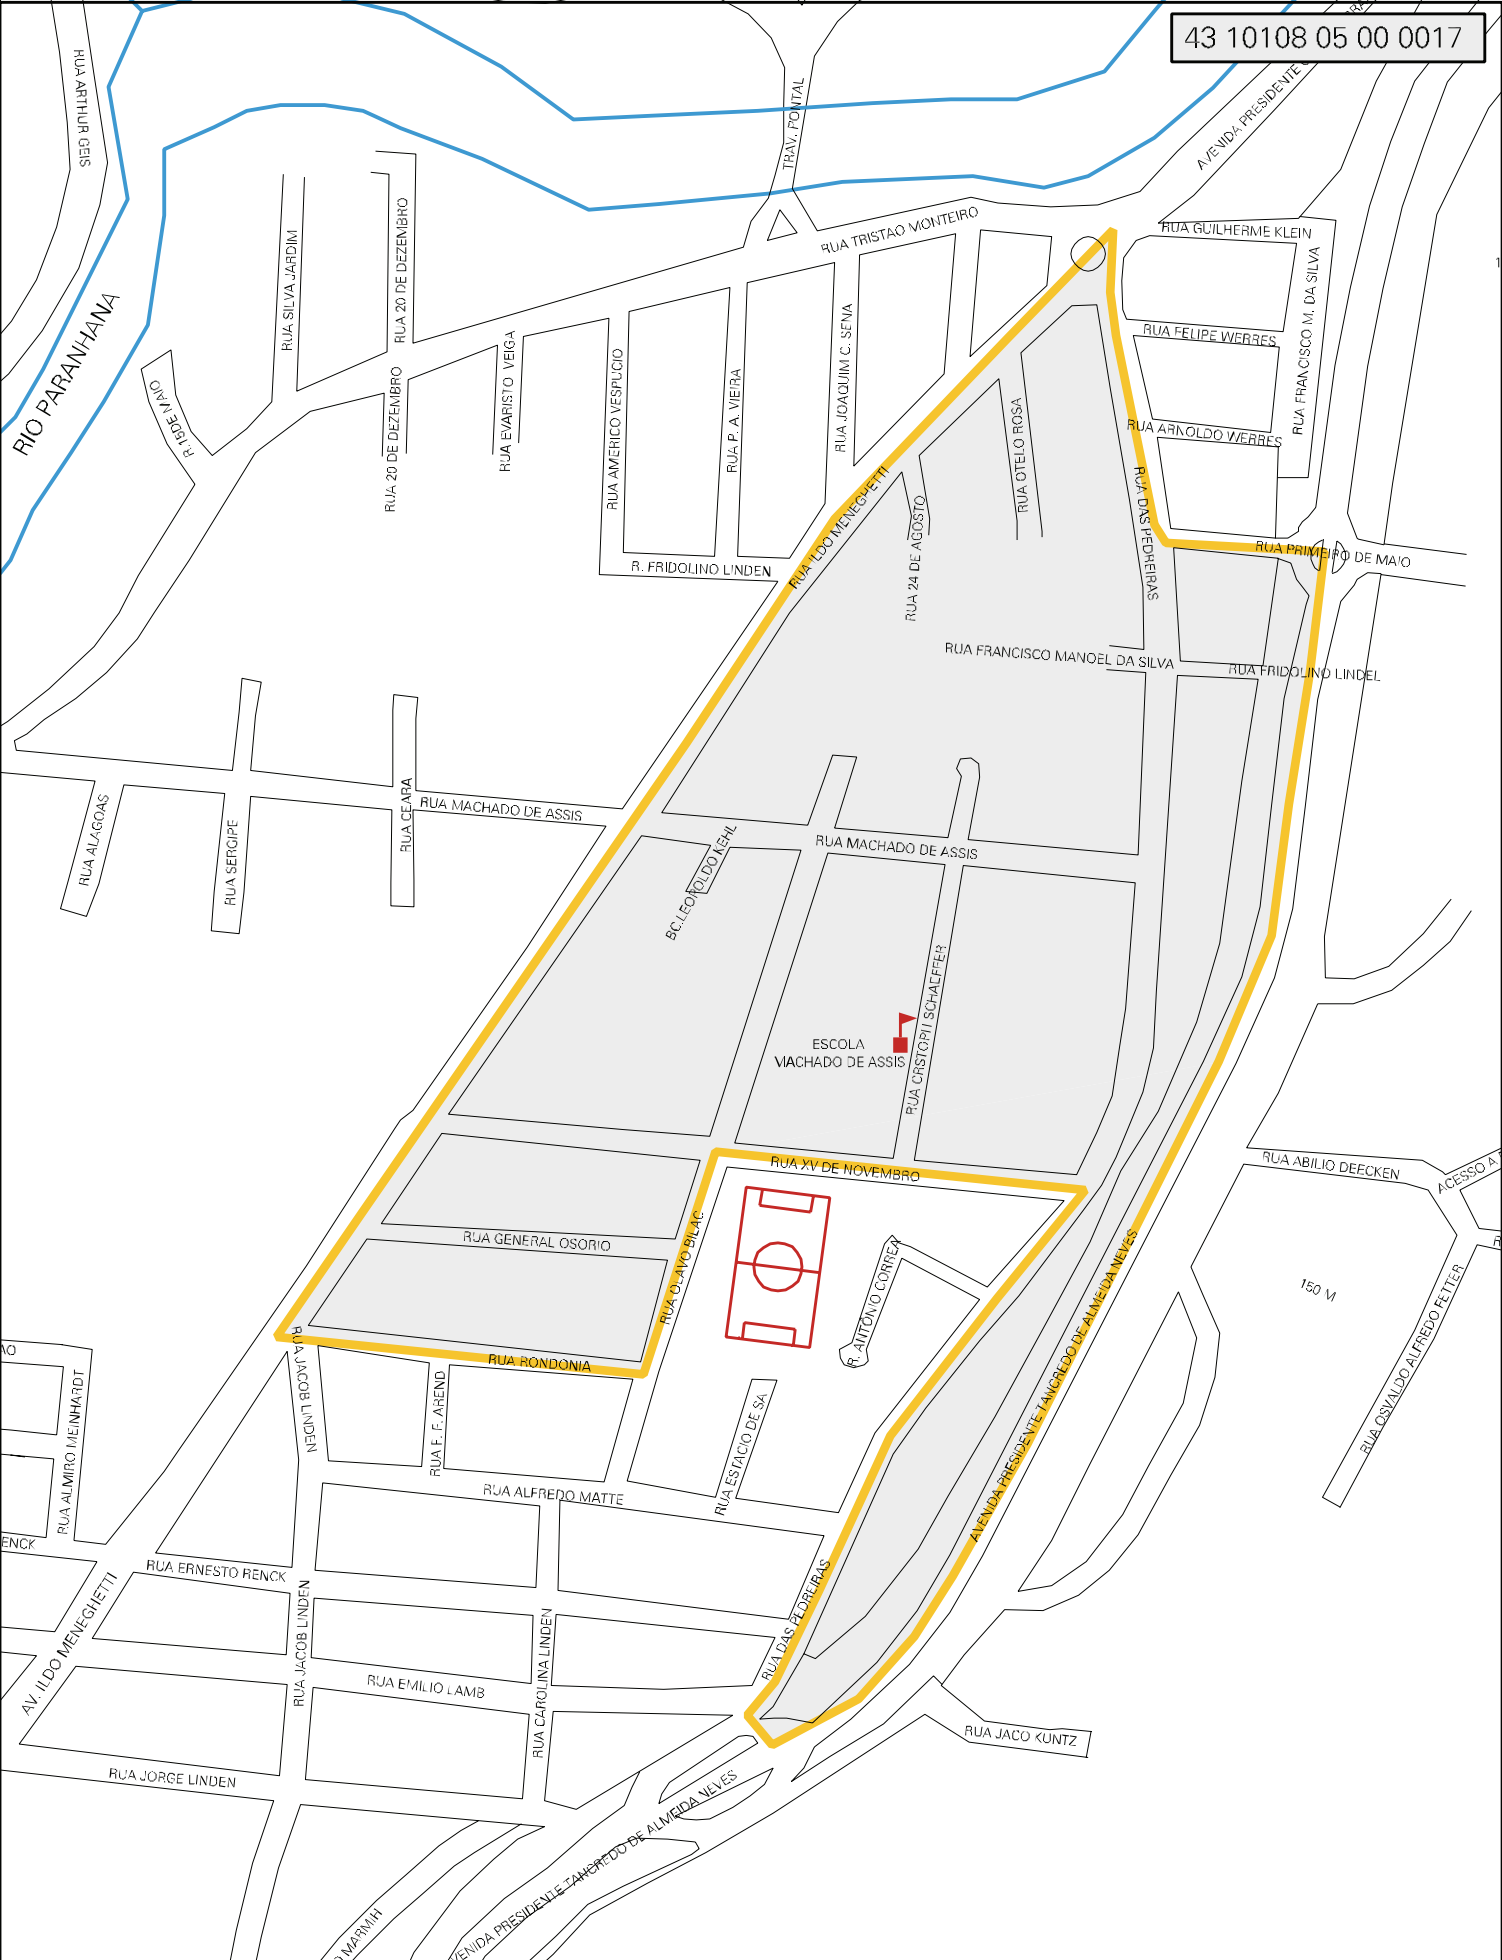 43 10108 05 00 0017
RUA ARTHUR GEIS
TRAV. PONTAL
AVENIDA PRESIDENTE
RUA TRISTAO MONTEIRO
RUA GUILHERME KLEIN
RUA SILVA JARDIM
RUA 20 DE DEZEMBRO
RUA FRANCISCO M. DA SILVA
RIO PARANHANA
RUA JOAQUIM C. SENA
RUA FELIPE WERRES
RUA EVARISTO VEIGA
RUA AMERICO VESPUCIO
RUA P. A. VIEIRA
R. 15 DE MAIO
RUA 20 DE DEZEMBRO
RUA OTELO ROSA
RUA ARNOLDO WERRES
RUA ILDO MENEGHETTI
RUA 24 DE AGOSTO
RUA DAS PEDREIRAS
RUA PRIMEIRO DE MAIO
R. FRIDOLINO LINDEN
RUA FRANCISCO MANOEL DA SILVA
RUA FRIDOLINO LINDEL
RUA MACHADO DE ASSIS
RUA ALAGOAS
RUA SERGIPE
RUA CEARA
BC.LEOPOLDO KEHL
RUA MACHADO DE ASSIS
RUA CRSTOPH SCHAEFFER
ESCOLA
MACHADO DE ASSIS
RUA XV DE NOVEMBRO
RUA ABILIO DEECKEN
ACESSO A
RUA GENERAL OSORIO
RUA OLAVO BILAC
R. ANTONIO CORREA
150 M
RUA OSVALDO ALFREDO FETTER
AVENIDA PRESIDENTE TANCREDO DE ALMEIDA NEVES
RUA RONDONIA
RUA JACOB LINDEN
RUA F. F. AREND
RUA ESTACIO DE SA
RUA ALMIRO MEINHARDT
RUA ALFREDO MATTE
ENCK
RUA ERNESTO RENCK
RUA DAS PEDREIRAS
AV. ILDO MENEGHETTI
RUA JACOB LINDEN
RUA CAROLINA LINDEN
RUA EMILIO LAMB
RUA JACO KUNTZ
RUA JORGE LINDEN
VENIDA PRESIDENTE TANCREDO DE ALMEIDA NEVES
O MARMIH